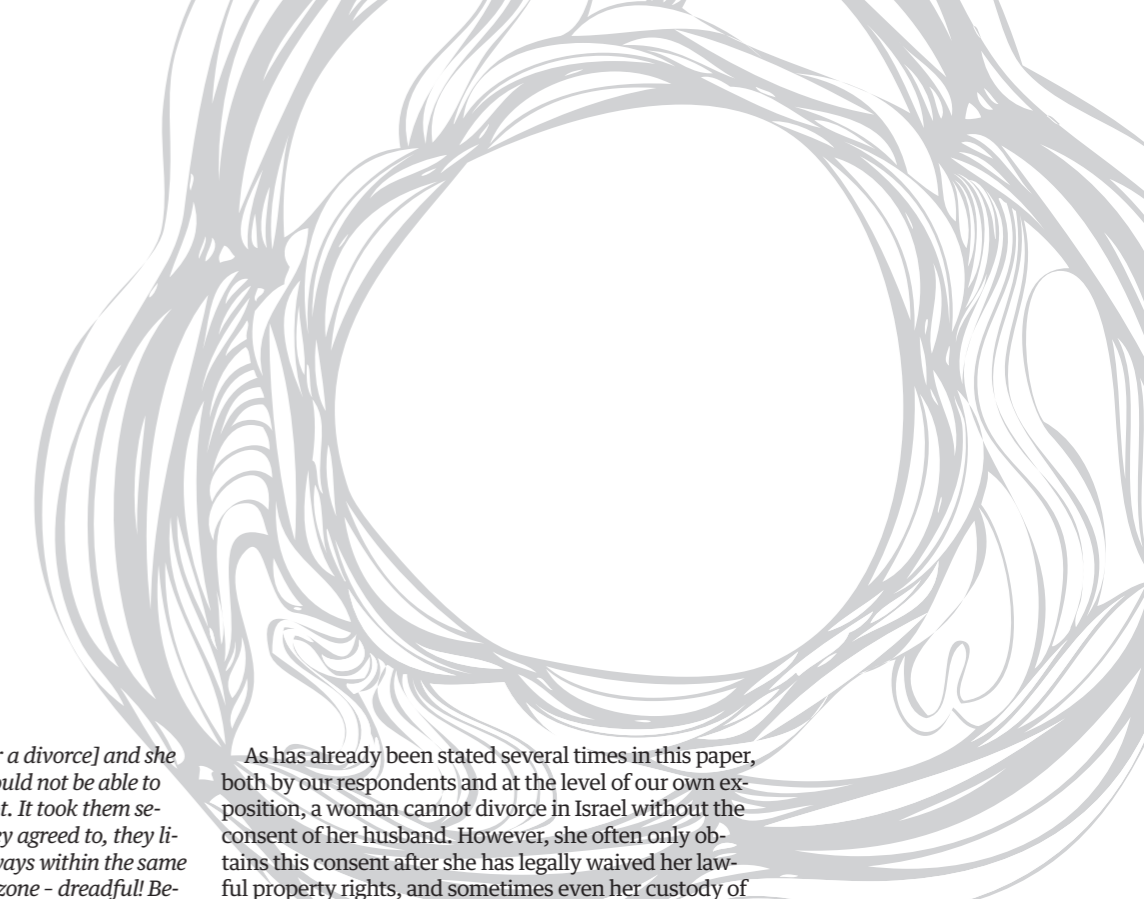 r a divorce] and she
ould not be able to
t. It took them se-
ey agreed to, they li-
ways within the same
zone – dreadful! Be-
As has already been stated several times in this paper,
both by our respondents and at the level of our own ex-
position, a woman cannot divorce in Israel without the
consent of her husband. However, she often only ob-
tains this consent after she has legally waived her law-
ful property rights, and sometimes even her custody of